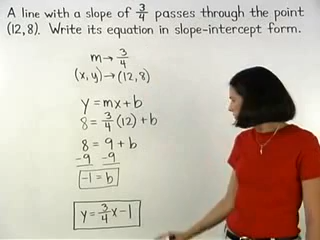 A line with a slope of 3/4 passes through the point
(12,8). Write its equation in slope-intercept form.
m→3/4
(x,y)→(12,8)
y=mx+b
8=3/4(12)+b
8=9+b
-9 -9
-1=b
y=3/4x-1